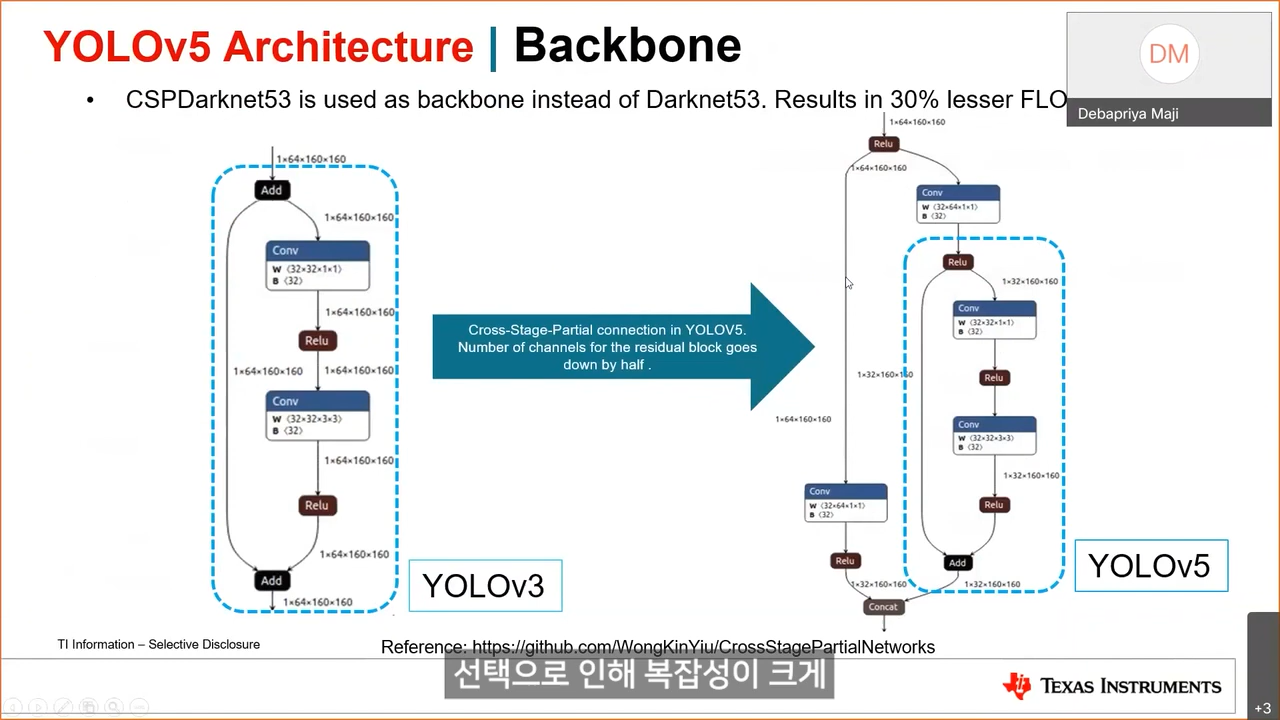 YOLOv5 Architecture | Backbone
DM
Debapriya Maji
• CSPDarknet53 is used as backbone instead of Darknet53. Results in 30% lesser FLO
1×64×160×160
Add
1×64×160×160
Conv
W ⟨32×32×1×1⟩
B ⟨32⟩
1×64×160×160
Relu
1×64×160×160
1×64×160×160
Conv
W ⟨32×32×3×3⟩
B ⟨32⟩
1×64×160×160
Relu
1×64×160×160
Add
1×64×160×160
YOLOv3
Cross-Stage-Partial connection in YOLOV5.
Number of channels for the residual block goes
down by half .
1×64×160×160
Relu
1×64×160×160
Conv
W ⟨32×64×1×1⟩
B ⟨32⟩
Relu
1×32×160×160
Conv
W ⟨32×32×1×1⟩
B ⟨32⟩
1×32×160×160
Relu
1×64×160×160
Conv
W ⟨32×32×3×3⟩
B ⟨32⟩
1×32×160×160
Conv
W ⟨32×64×1×1⟩
B ⟨32⟩
Relu
Relu
Add
1×32×160×160
1×32×160×160
Concat
YOLOv5
TI Information – Selective Disclosure
Reference: https://github.com/WongKinYiu/CrossStagePartialNetworks
선택으로 인해 복잡성이 크게
TEXAS INSTRUMENTS
+3